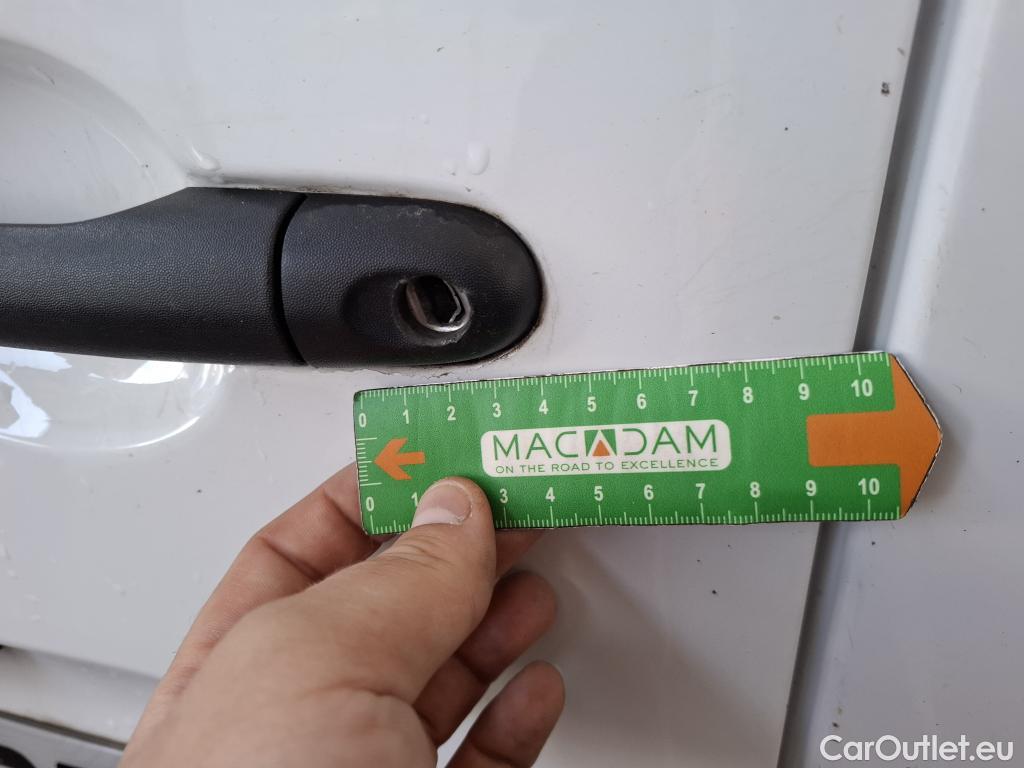 0 1 2 3 4 5 6 7 8 9 10
MACADAM
ON THE ROAD TO EXCELLENCE
0 1 3 4 5 6 7 8 9 10
CarOutlet.eu